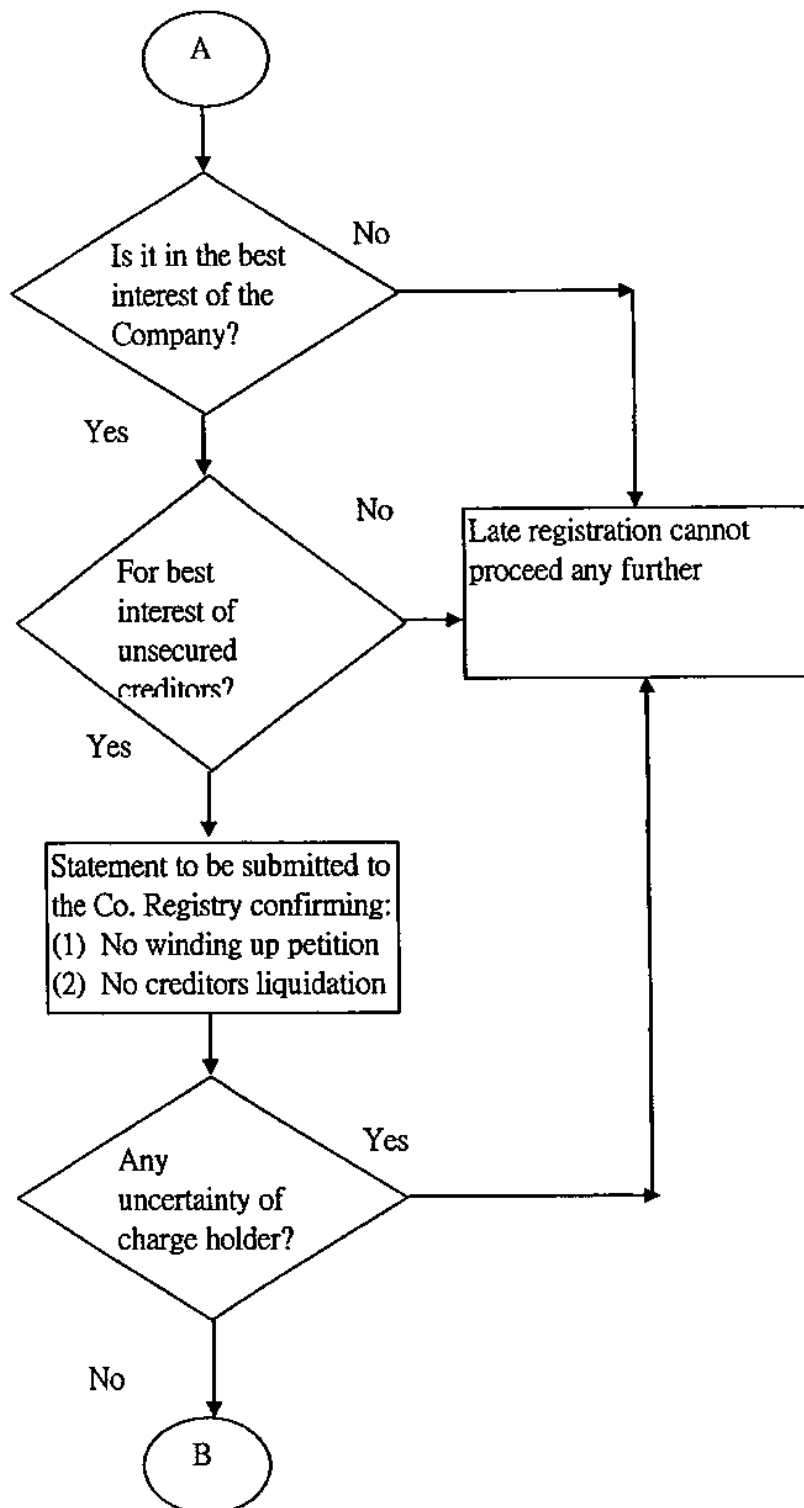 A
Is it in the best
interest of the
Company?
No
Yes
For best
interest of
unsecured
creditors?
No
Late registration cannot
proceed any further
Yes
Statement to be submitted to
the Co. Registry confirming:
(1) No winding up petition
(2) No creditors liquidation
Any
uncertainty of
charge holder?
Yes
No
B